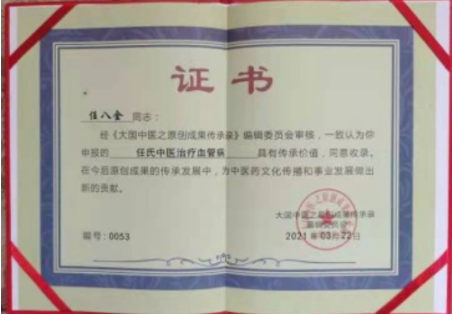 证书
任八金 同志：
经《大国中医之原创成果传承录》编辑委员会审核，一致认为你
申报的 任氏中医治疗血管病 具有传承价值，同意收录。
在今后原创成果的传承发展中，为中医药文化传播和事业发展做出
新的贡献。
大国中医之原创成果传承录
编辑委员会
编号：0053
2021年03月22日